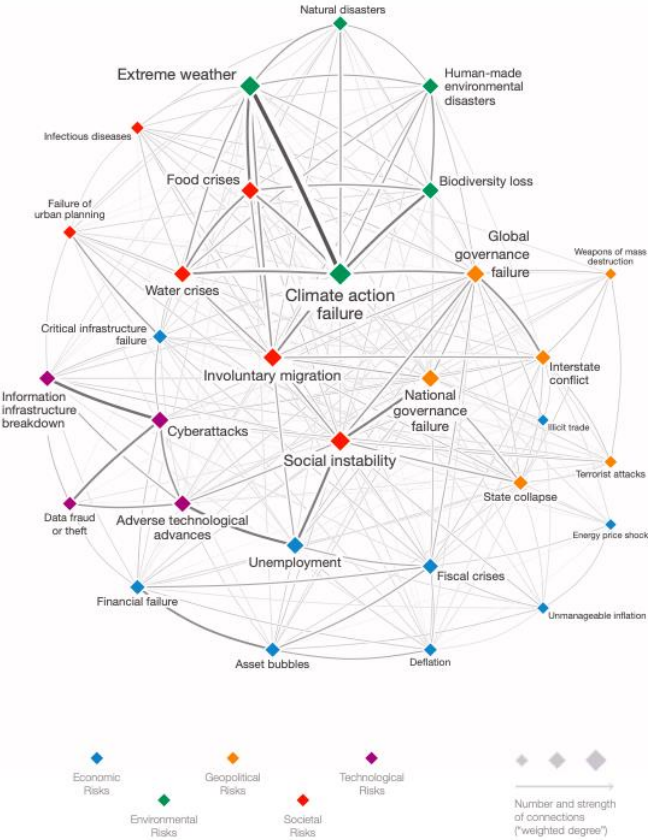 Natural disasters
Extreme weather
Human-made
environmental
disasters
Infectious diseases
Food crises
Biodiversity loss
Failure of
urban planning
Global
governance
failure
Weapons of mass
destruction
Water crises
Climate action
failure
Critical infrastructure
failure
Involuntary migration
Interstate
conflict
Information
infrastructure
breakdown
National
governance
failure
Cyberattacks
Illicit trade
Social instability
Terrorist attacks
State collapse
Data fraud
or theft
Adverse technological
advances
Energy price shock
Unemployment
Fiscal crises
Financial failure
Unmanageable inflation
Asset bubbles
Deflation
Economic
Risks
Geopolitical
Risks
Technological
Risks
Environmental
Risks
Societal
Risks
Number and strength
of connections
("weighted degree")